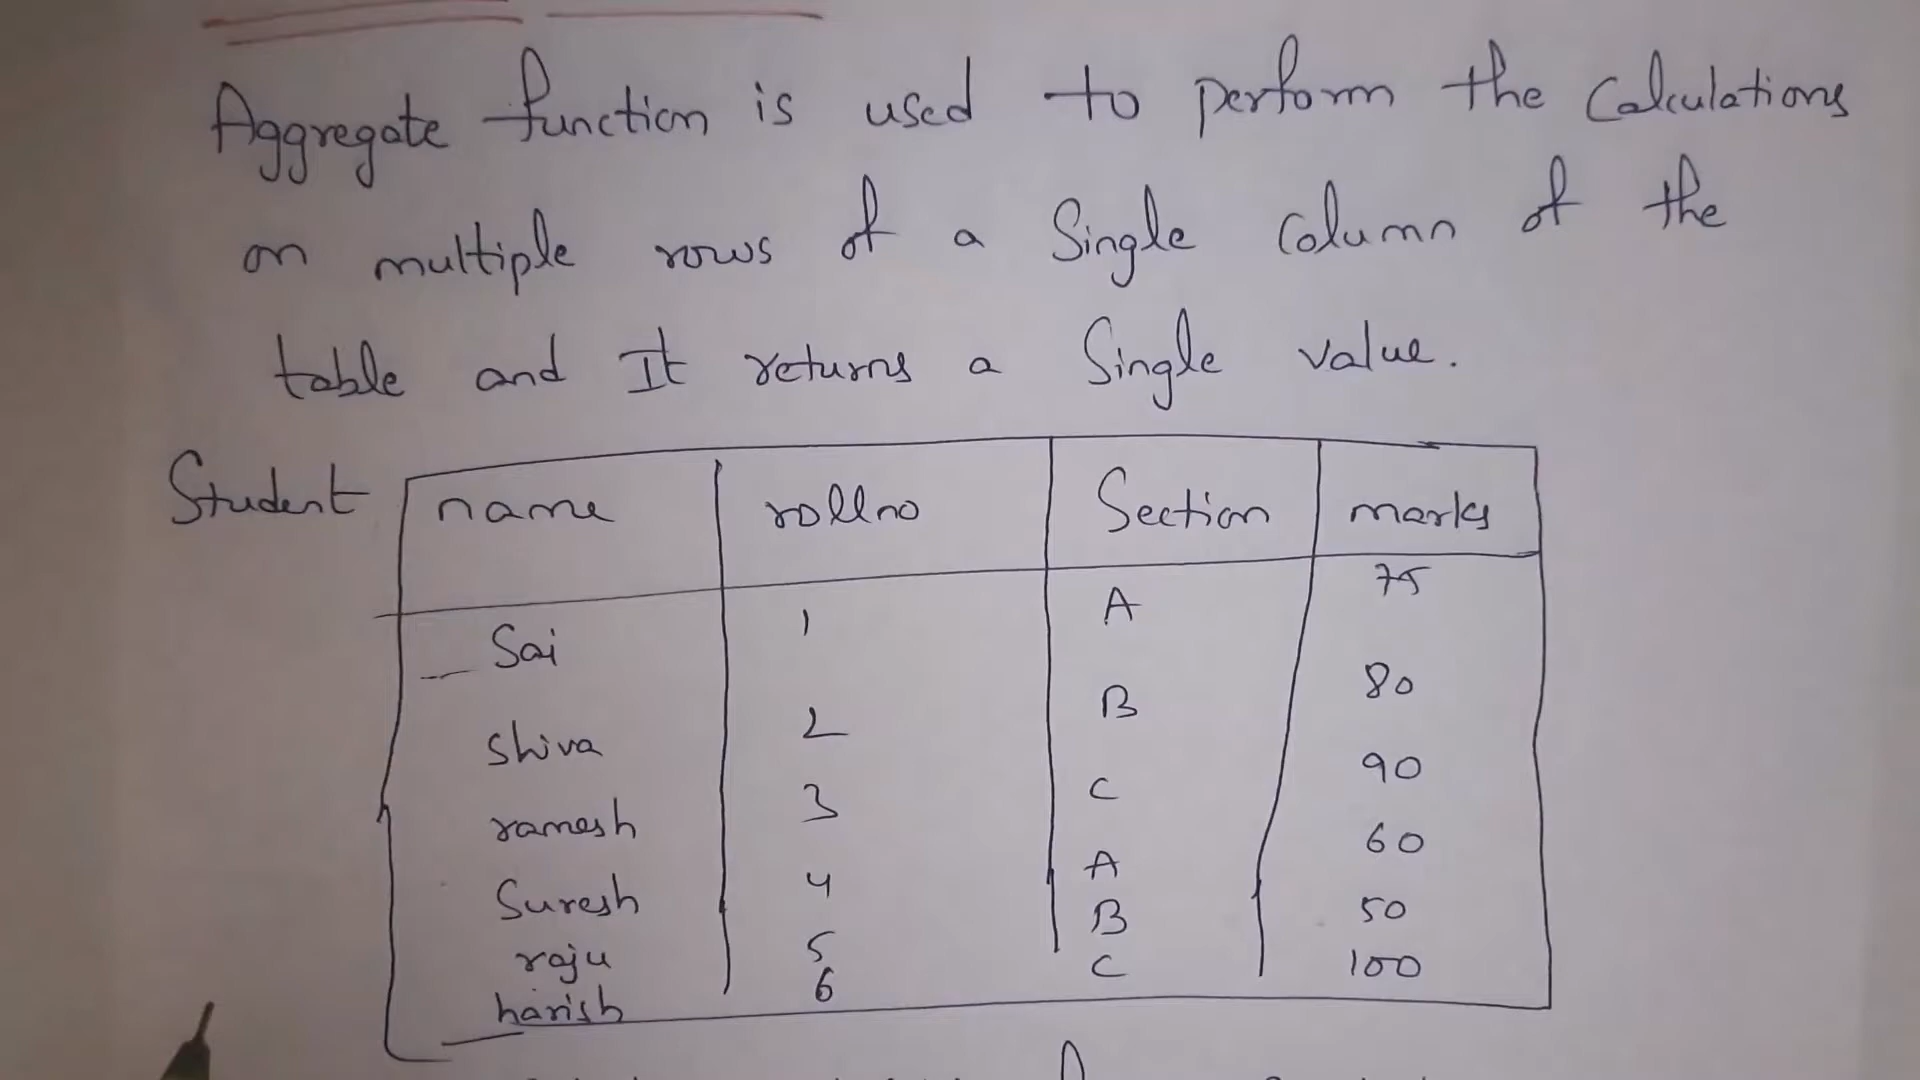 Aggregate function is used to perform the Calculations
on multiple rows of a Single Column of the
table and It returns a Single value.
Student name rollno Section marks
Sai 1 A 75
Shiva 2 B 80
ramesh 3 C 90
Suresh 4 A 60
raju 5 B 50
harish 6 C 100